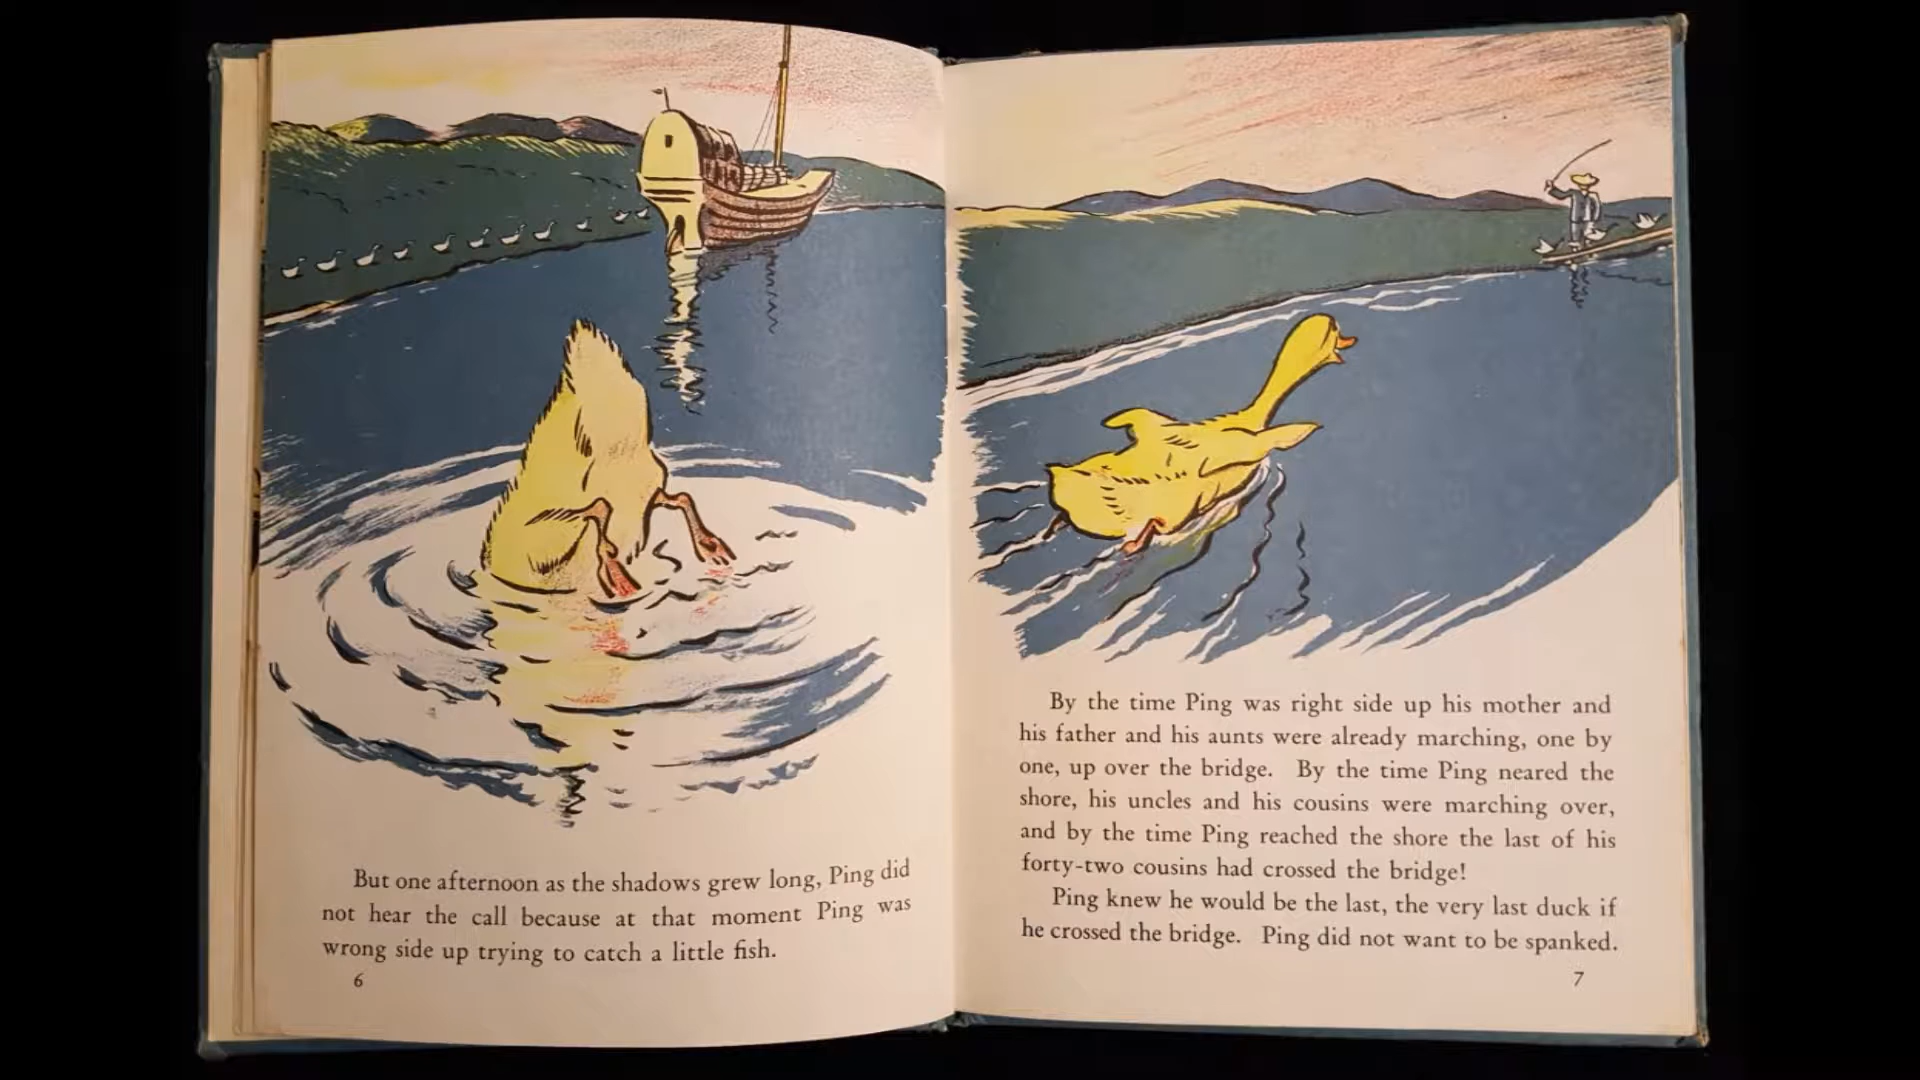 But one afternoon as the shadows grew long, Ping did
not hear the call because at that moment Ping was
wrong side up trying to catch a little fish.
6
By the time Ping was right side up his mother and
his father and his aunts were already marching, one by
one, up over the bridge. By the time Ping neared the
shore, his uncles and his cousins were marching over,
and by the time Ping reached the shore the last of his
forty-two cousins had crossed the bridge!
Ping knew he would be the last, the very last duck if
he crossed the bridge. Ping did not want to be spanked.
7